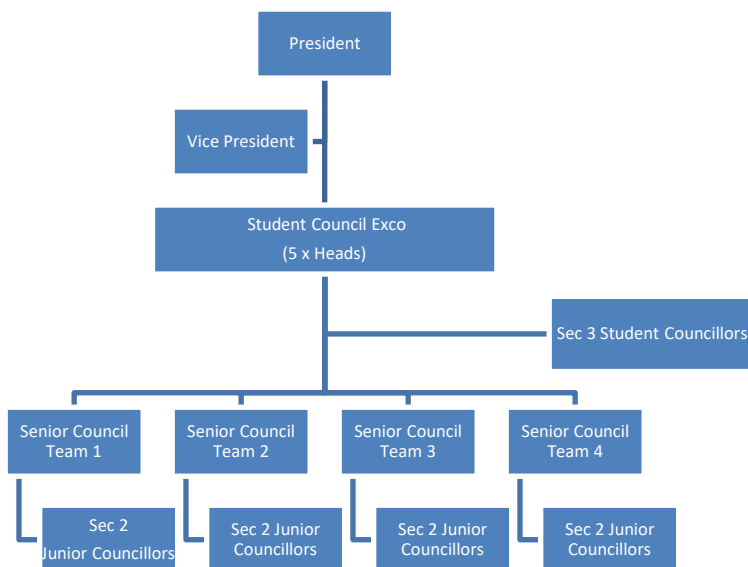 President
Vice President
Student Council Exco
(5 x Heads)
Sec 3 Student Councillors
Senior Council
Team 1
Senior Council
Team 2
Senior Council
Team 3
Senior Council
Team 4
Sec 2
Junior Councillors
Sec 2 Junior
Councillors
Sec 2 Junior
Councillors
Sec 2 Junior
Councillors